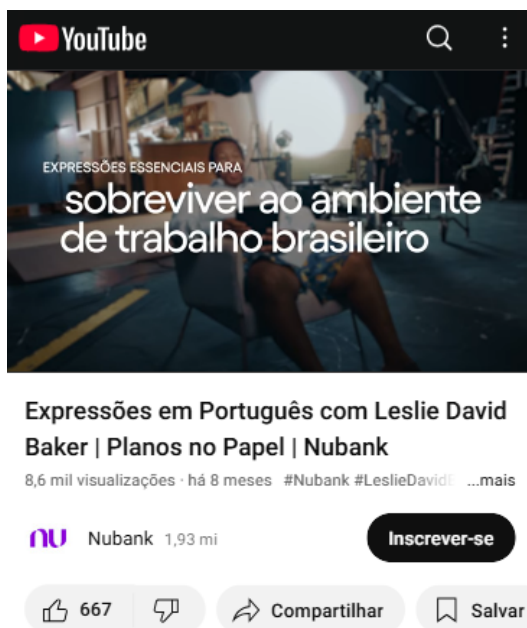 YouTube
EXPRESSÕES ESSENCIAIS PARA
sobreviver ao ambiente
de trabalho brasileiro
Expressões em Português com Leslie David
Baker | Planos no Papel | Nubank
8,6 mil visualizações · há 8 meses #Nubank #LeslieDavid ...mais
nu Nubank 1,93 mi Inscrever-se
667 Compartilhar Salvar